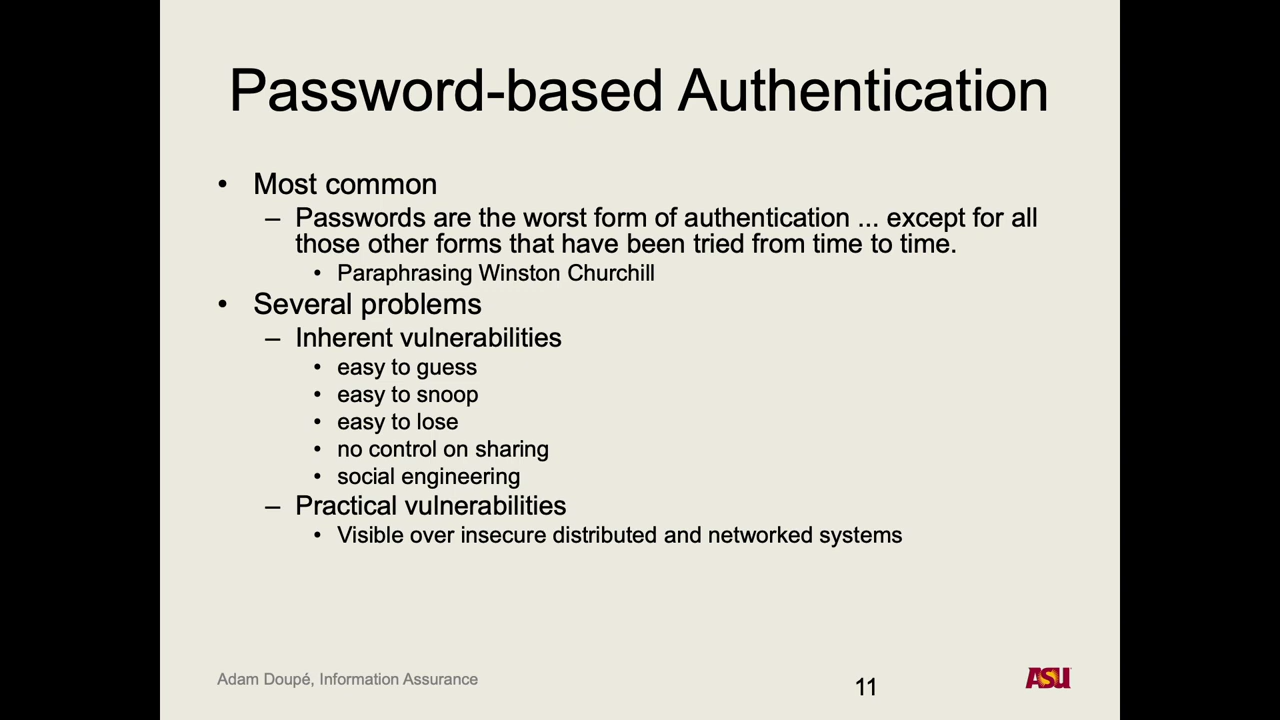 Password-based Authentication
• Most common
– Passwords are the worst form of authentication ... except for all
those other forms that have been tried from time to time.
• Paraphrasing Winston Churchill
• Several problems
– Inherent vulnerabilities
• easy to guess
• easy to snoop
• easy to lose
• no control on sharing
• social engineering
– Practical vulnerabilities
• Visible over insecure distributed and networked systems
Adam Doupé, Information Assurance
11
ASU